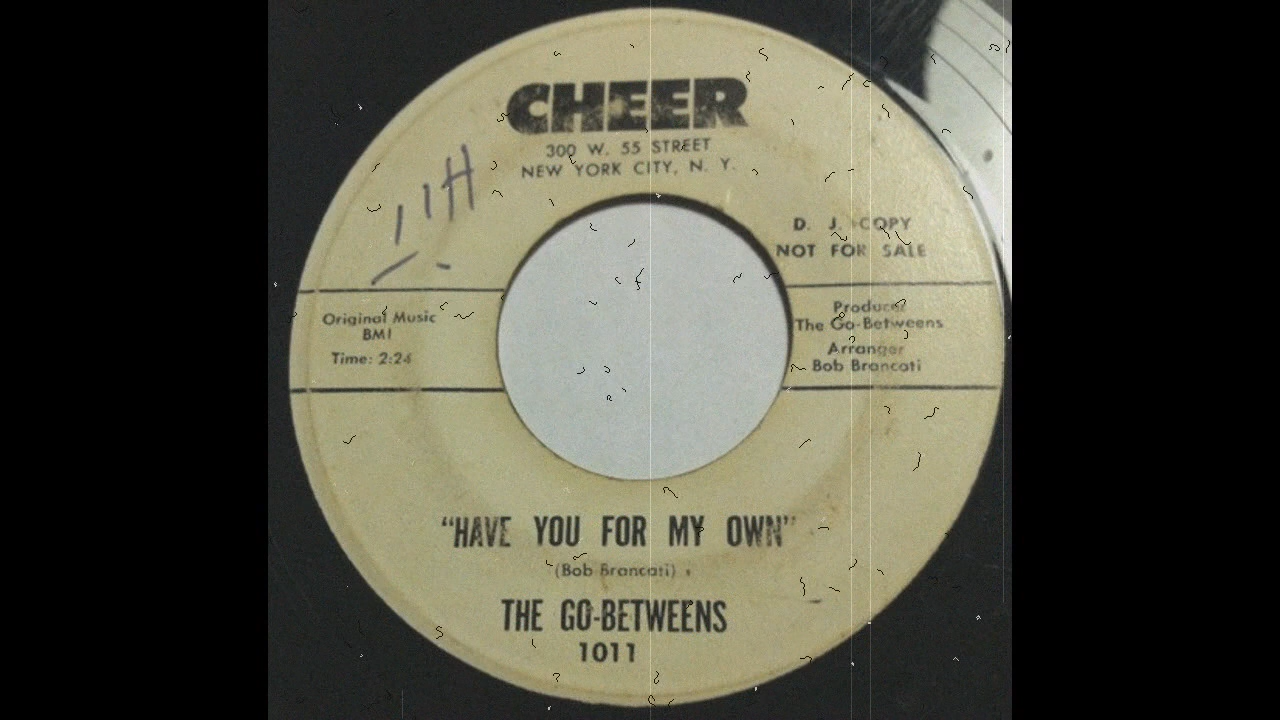 CHEER
300 W. 55 STREET
NEW YORK CITY, N. Y.
D. J. COPY
NOT FOR SALE
Original Music
BMI
Time: 2:24
Producer
The Go-Betweens
Arranger
Bob Brancati
"HAVE YOU FOR MY OWN"
(Bob Brancati)
THE GO-BETWEENS
1011